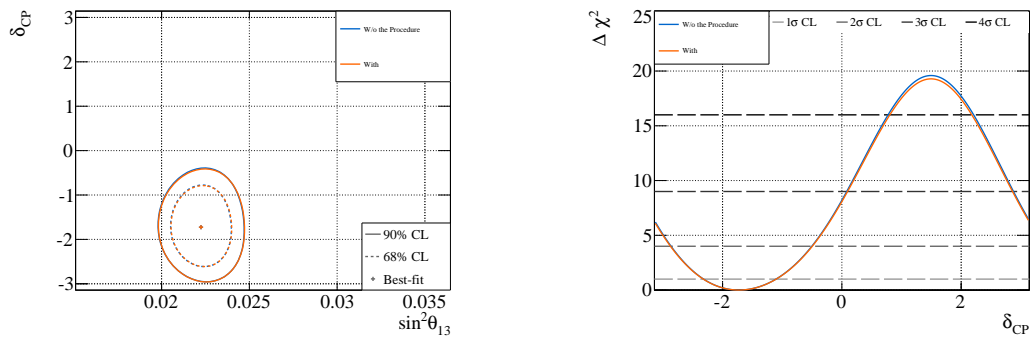 δCP
3
2
1
0
−1
−2
−3
0.02
0.025
0.03
0.035
sin²θ13
W/o the Procedure
With
90% CL
68% CL
Best-fit
Δ χ²
25
20
15
10
5
0
−2
0
2
δCP
W/o the Procedure
With
1σ CL
2σ CL
3σ CL
4σ CL